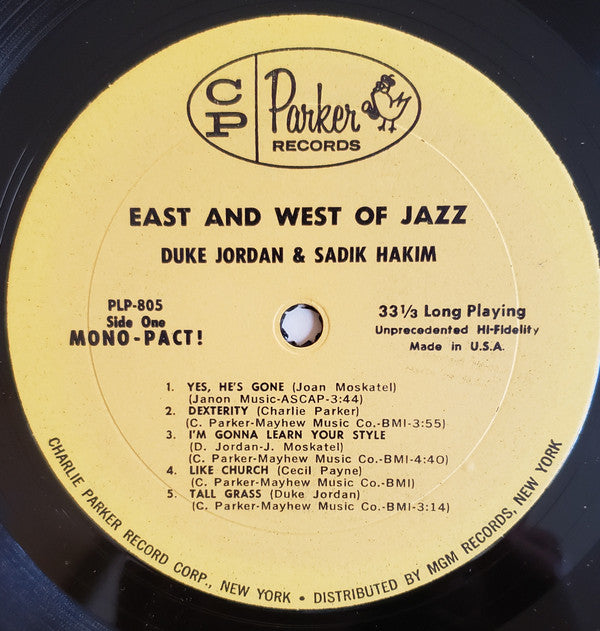 CP Parker
RECORDS
EAST AND WEST OF JAZZ
DUKE JORDAN & SADIK HAKIM
PLP-805
Side One
MONO-PACT!
33⅓ Long Playing
Unprecedented Hi-Fidelity
Made in U.S.A.
1. YES, HE'S GONE (Joan Moskatel)
(Janon Music-ASCAP-3:44)
2. DEXTERITY (Charlie Parker)
(C. Parker-Mayhew Music Co.-BMI-3:55)
3. I'M GONNA LEARN YOUR STYLE
(D. Jordan-J. Moskatel)
(C. Parker-Mayhew Music Co.-BMI-4:40)
4. LIKE CHURCH (Cecil Payne)
(C. Parker-Mayhew Music Co.-BMI)
5. TALL GRASS (Duke Jordan)
(C. Parker-Mayhew Music Co.-BMI-3:14)
CHARLIE PARKER RECORD CORP., NEW YORK • DISTRIBUTED BY MGM RECORDS, NEW YORK